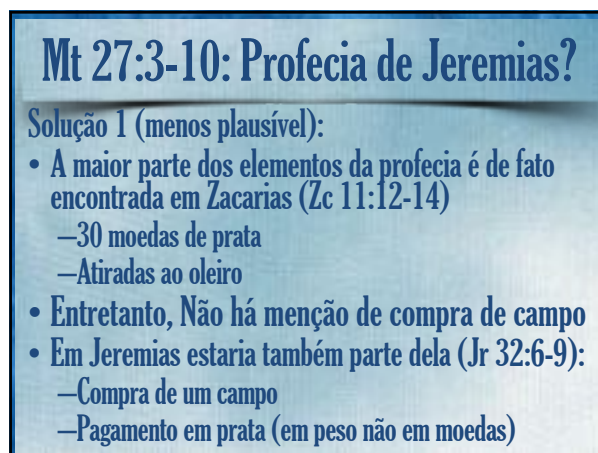 Mt 27:3-10: Profecia de Jeremias?
Solução 1 (menos plausível):
• A maior parte dos elementos da profecia é de fato
encontrada em Zacarias (Zc 11:12-14)
–30 moedas de prata
–Atiradas ao oleiro
• Entretanto, Não há menção de compra de campo
• Em Jeremias estaria também parte dela (Jr 32:6-9):
–Compra de um campo
–Pagamento em prata (em peso não em moedas)